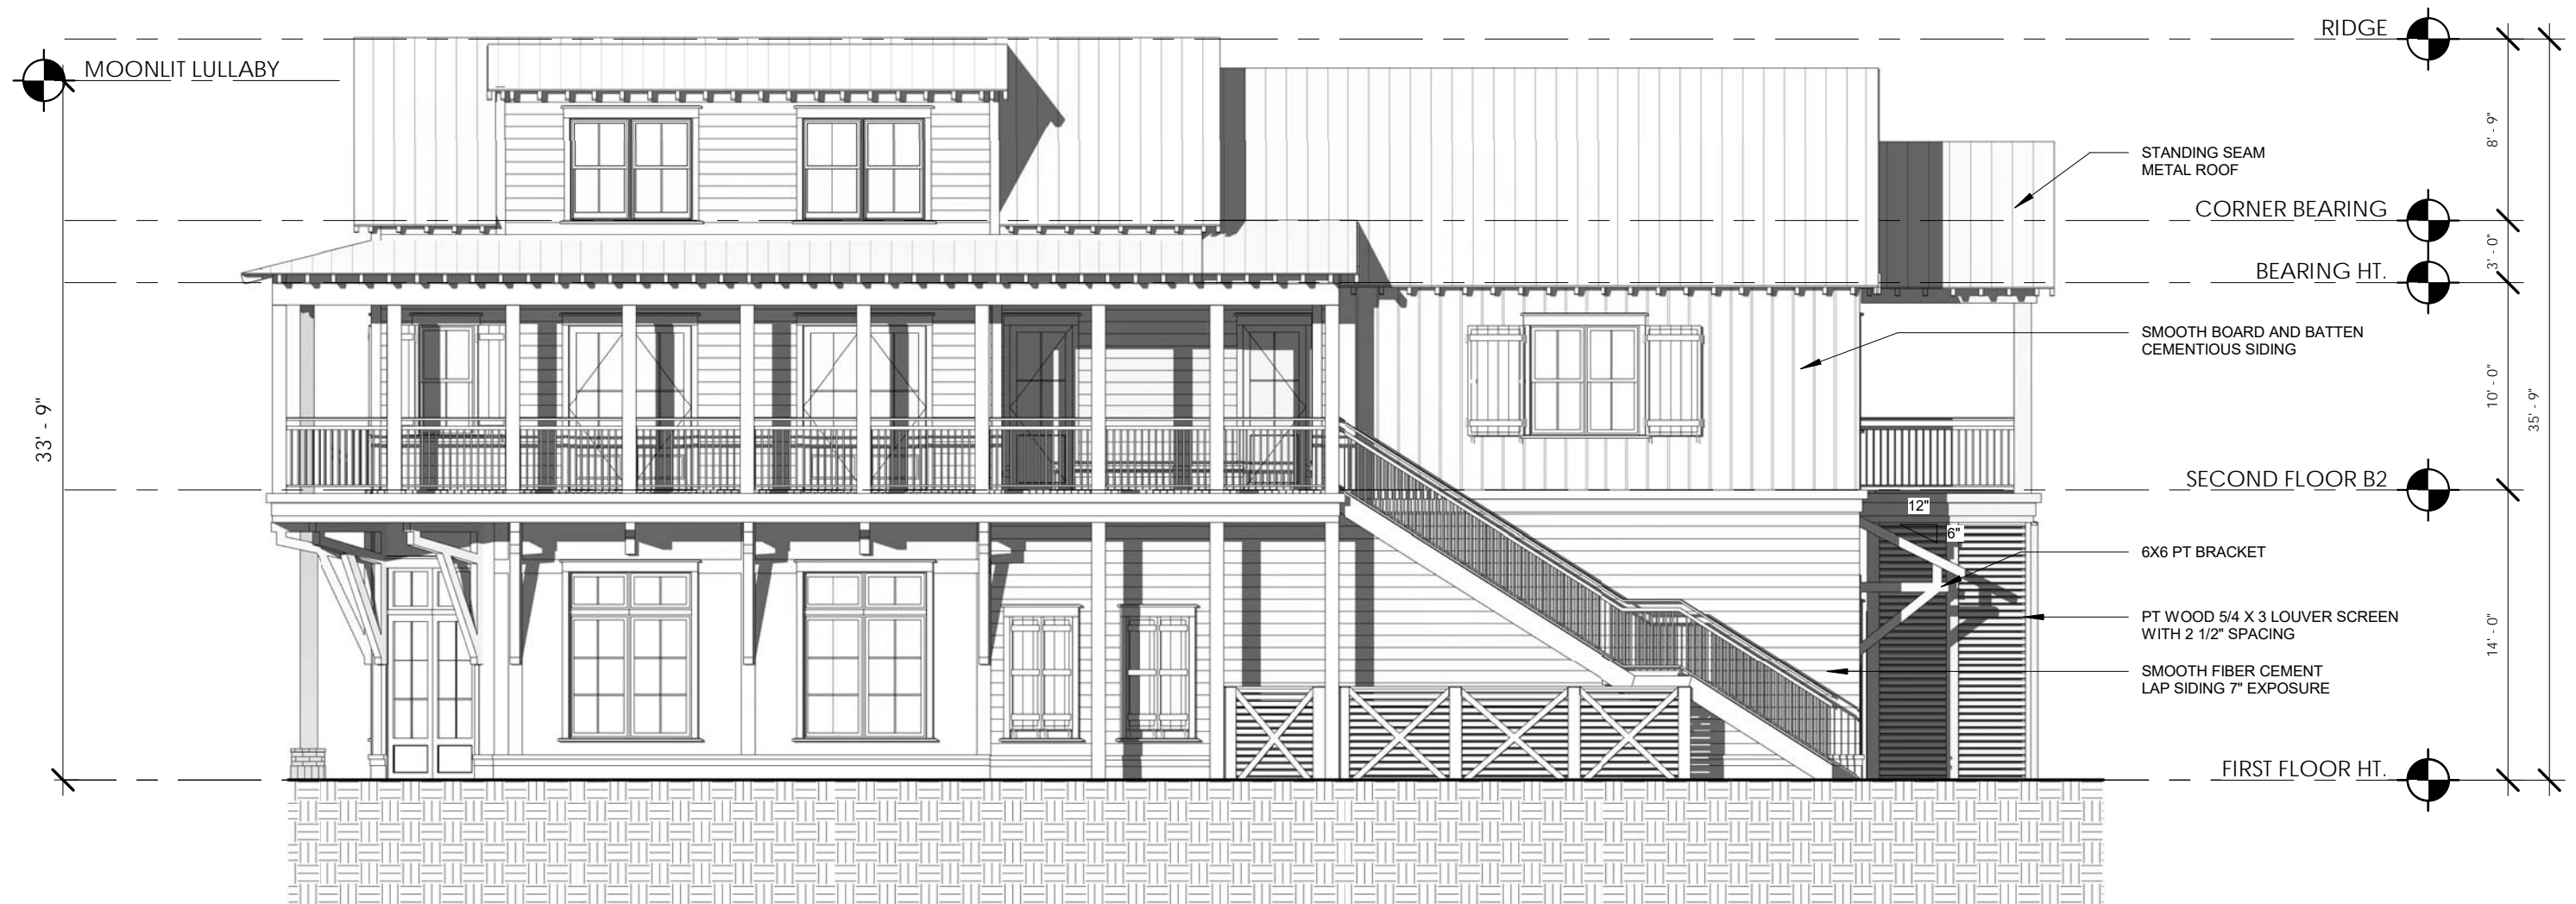 RIDGE
MOONLIT LULLABY
8' - 9"
STANDING SEAM
METAL ROOF
CORNER BEARING
3' - 0"
BEARING HT.
SMOOTH BOARD AND BATTEN
CEMENTIOUS SIDING
10' - 0"
35' - 9"
33' - 9"
SECOND FLOOR B2
12"
6"
6X6 PT BRACKET
PT WOOD 5/4 X 3 LOUVER SCREEN
WITH 2 1/2" SPACING
14' - 0"
SMOOTH FIBER CEMENT
LAP SIDING 7" EXPOSURE
FIRST FLOOR HT.